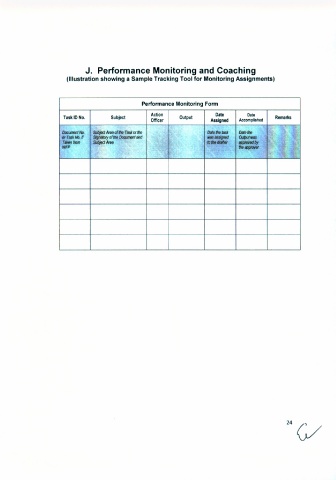 J. Performance Monitoring and Coaching
(Illustration showing a Sample Tracking Tool for Monitoring Assignments)
Performance Monitoring Form
Task ID No. Subject Action Officer Output Date Assigned Date Accomplished Remarks
Document No. or Task No. if Taken from WFP
Subject Area of the Task or the Signatory of the Document and Subject Area
Date the task was assigned to the drafter
Date the Output was approved by the approver
24